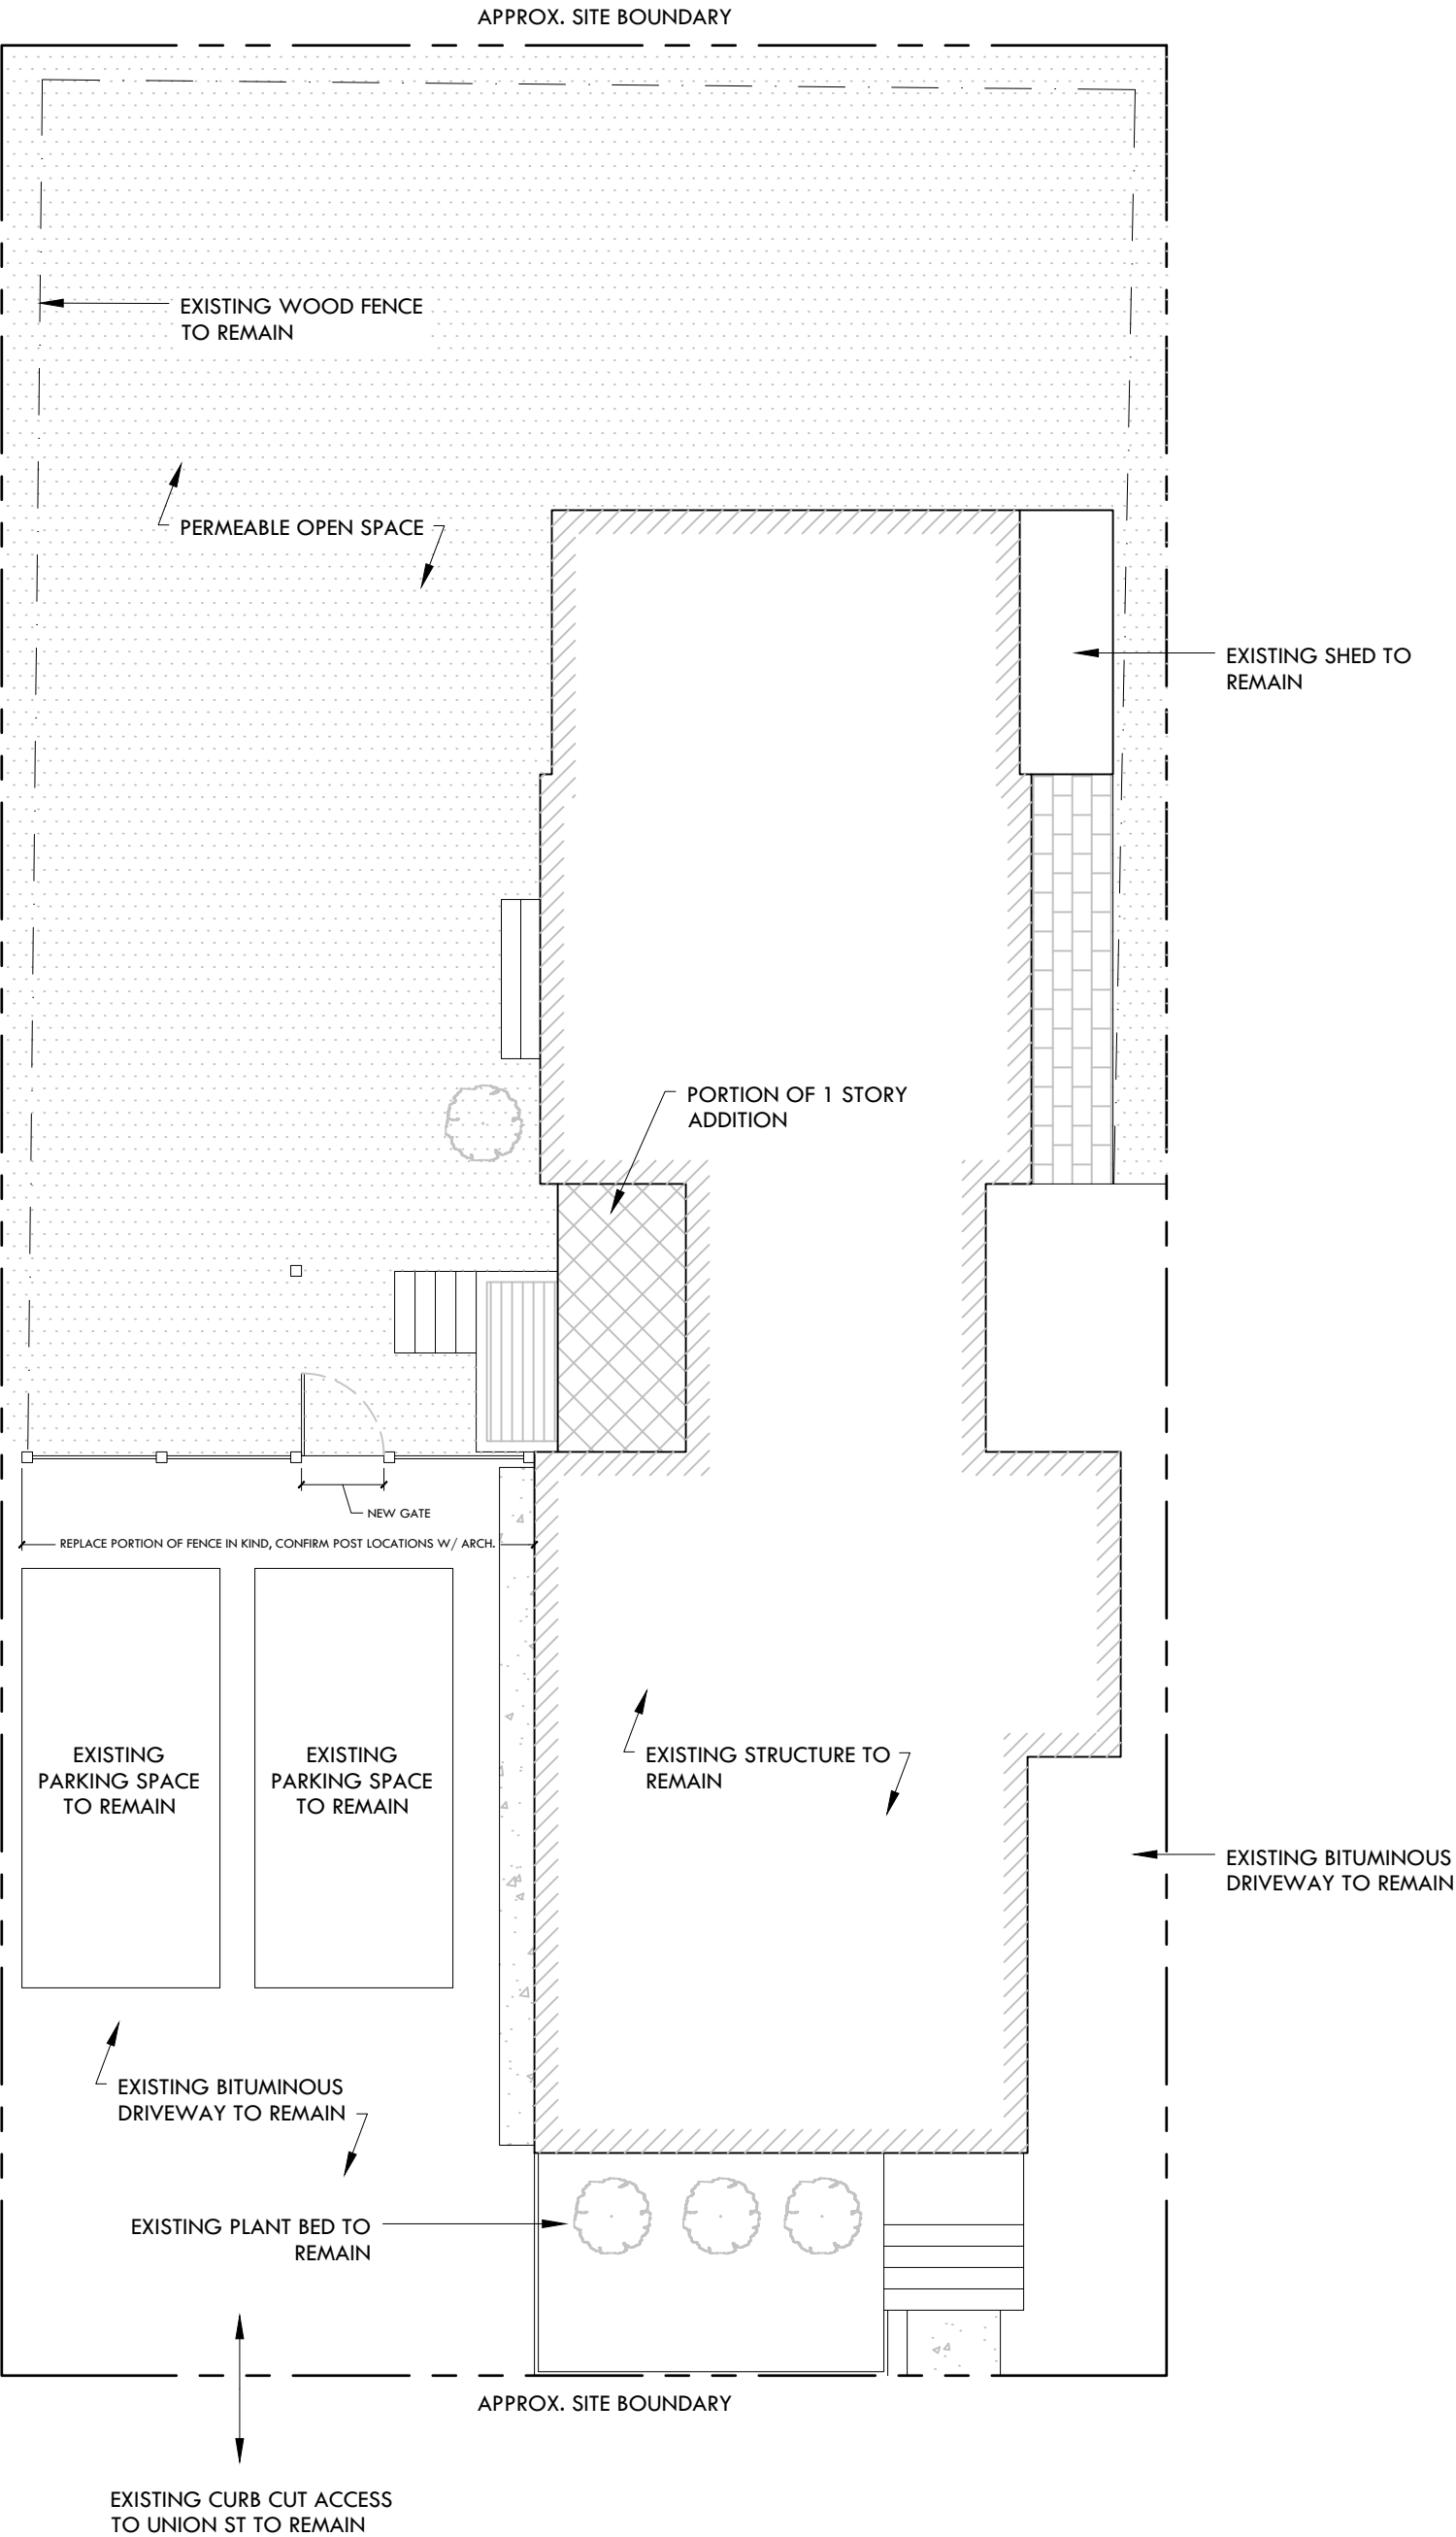 APPROX. SITE BOUNDARY
EXISTING WOOD FENCE
TO REMAIN
PERMEABLE OPEN SPACE
EXISTING SHED TO
REMAIN
PORTION OF 1 STORY
ADDITION
NEW GATE
REPLACE PORTION OF FENCE IN KIND, CONFIRM POST LOCATIONS W/ ARCH.
EXISTING
PARKING SPACE
TO REMAIN
EXISTING
PARKING SPACE
TO REMAIN
EXISTING STRUCTURE TO
REMAIN
EXISTING BITUMINOUS
DRIVEWAY TO REMAIN
EXISTING BITUMINOUS
DRIVEWAY TO REMAIN
EXISTING PLANT BED TO
REMAIN
APPROX. SITE BOUNDARY
EXISTING CURB CUT ACCESS
TO UNION ST TO REMAIN